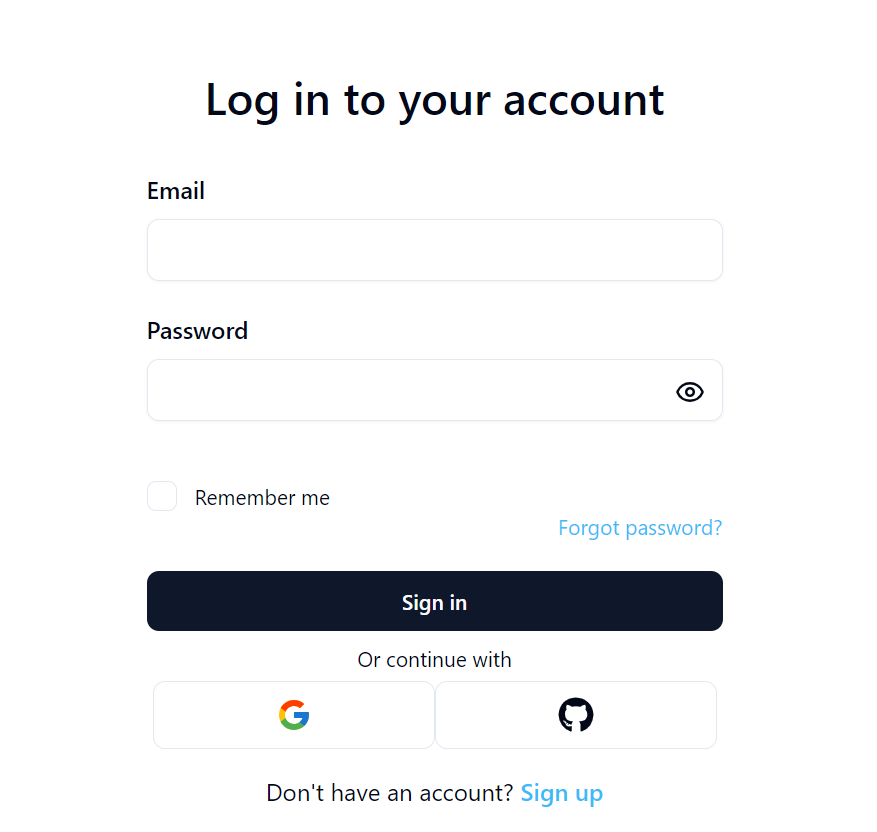 Log in to your account
Email
Password
Remember me
Forgot password?
Sign in
Or continue with
Don't have an account? Sign up